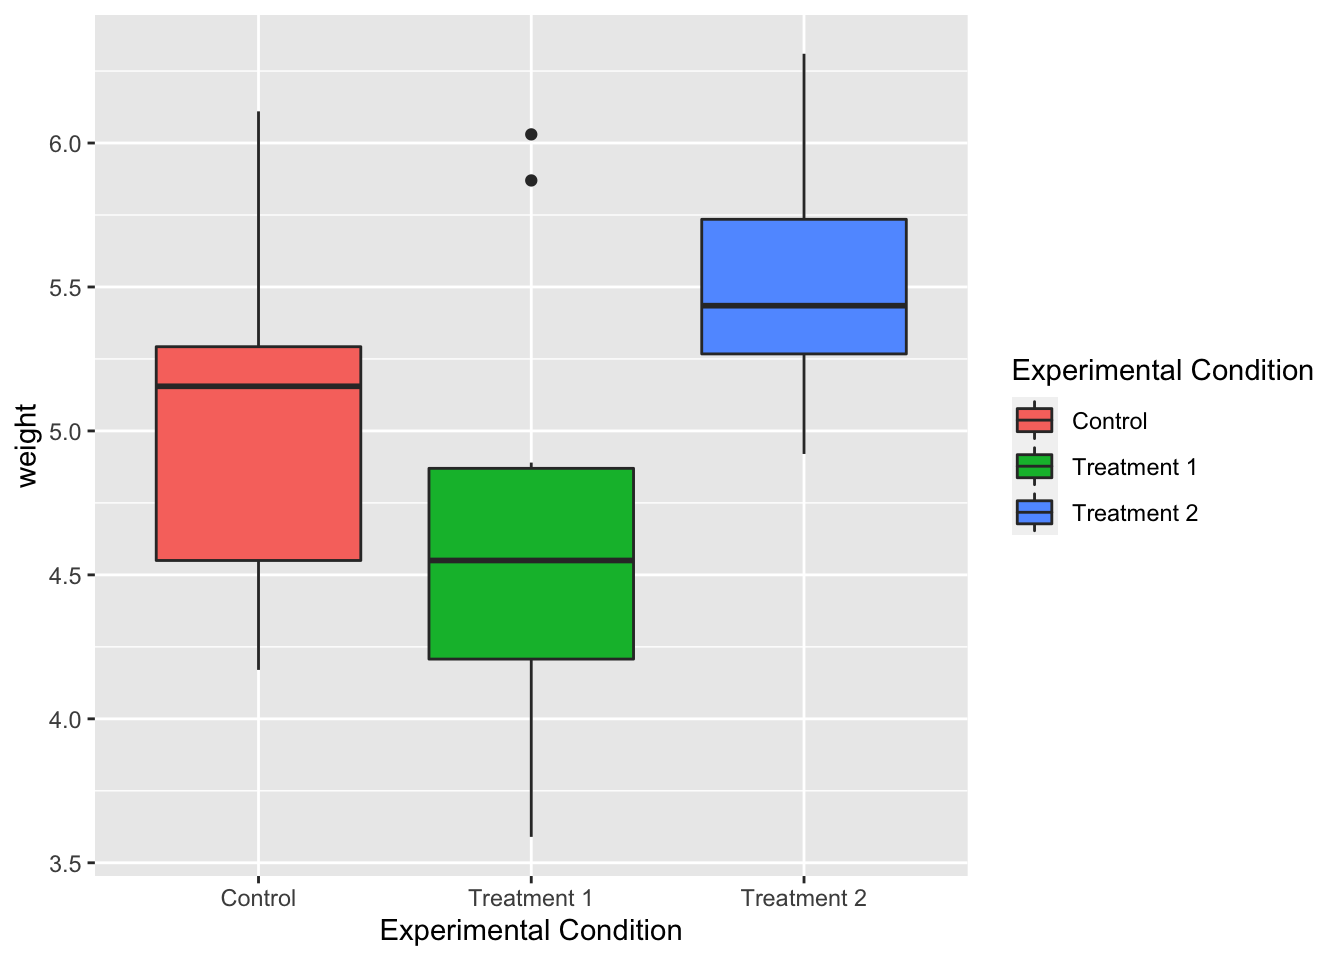 weight
6.0
5.5
5.0
4.5
4.0
3.5
Control Treatment 1 Treatment 2
Experimental Condition
Experimental Condition
Control
Treatment 1
Treatment 2